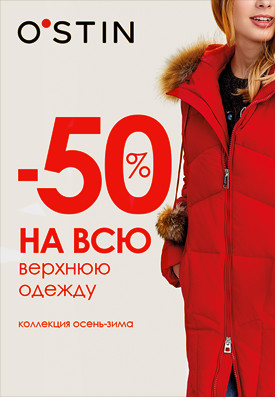 O'STIN
-50%
НА ВСЮ
верхнюю
одежду
коллекция осень-зима